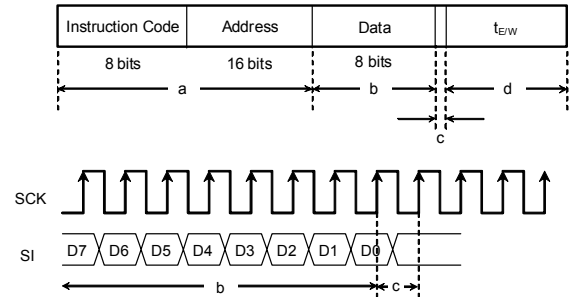 Instruction Code Address Data tE/W
8 bits 16 bits 8 bits
a b d
c
SCK
SI D7 D6 D5 D4 D3 D2 D1 D0
b c